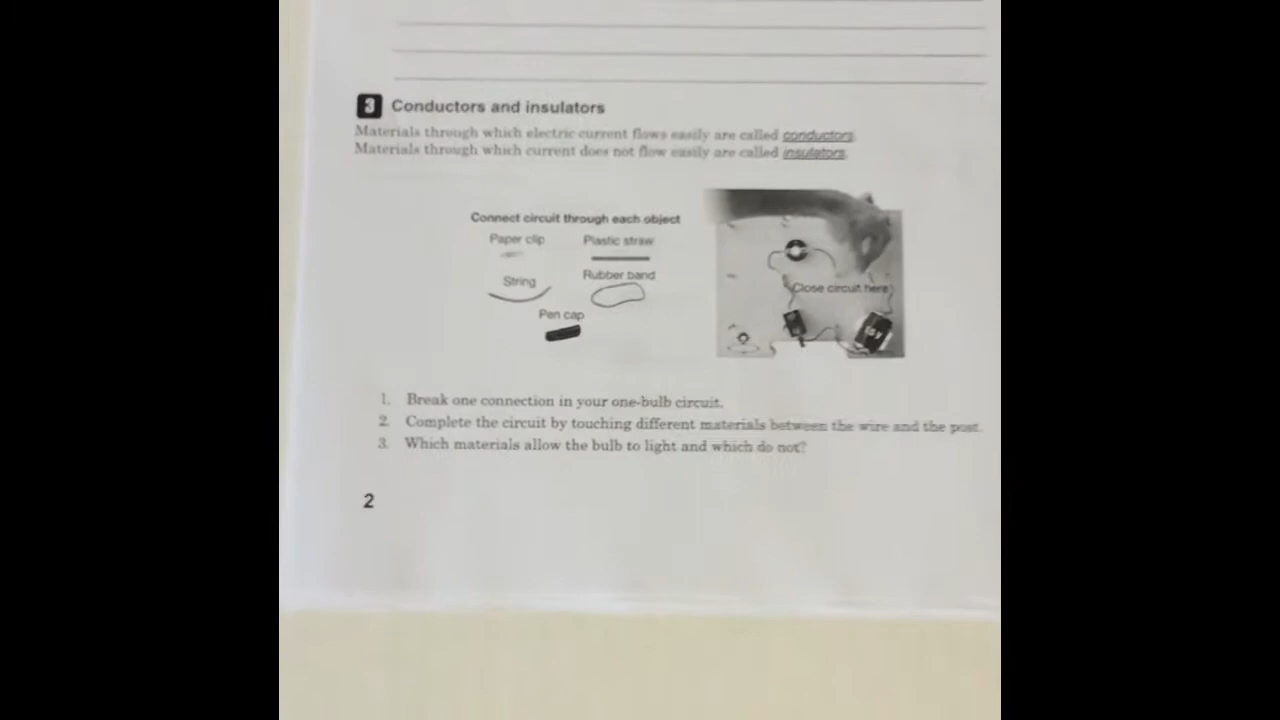 3 Conductors and insulators
Materials through which electric current flows easily are called conductors.
Materials through which current does not flow easily are called insulators.
Connect circuit through each object
Paper clip Plastic straw
String Rubber band
Pen cap
Close circuit here
1. Break one connection in your one-bulb circuit.
2. Complete the circuit by touching different materials between the wire and the post.
3. Which materials allow the bulb to light and which do not?
2